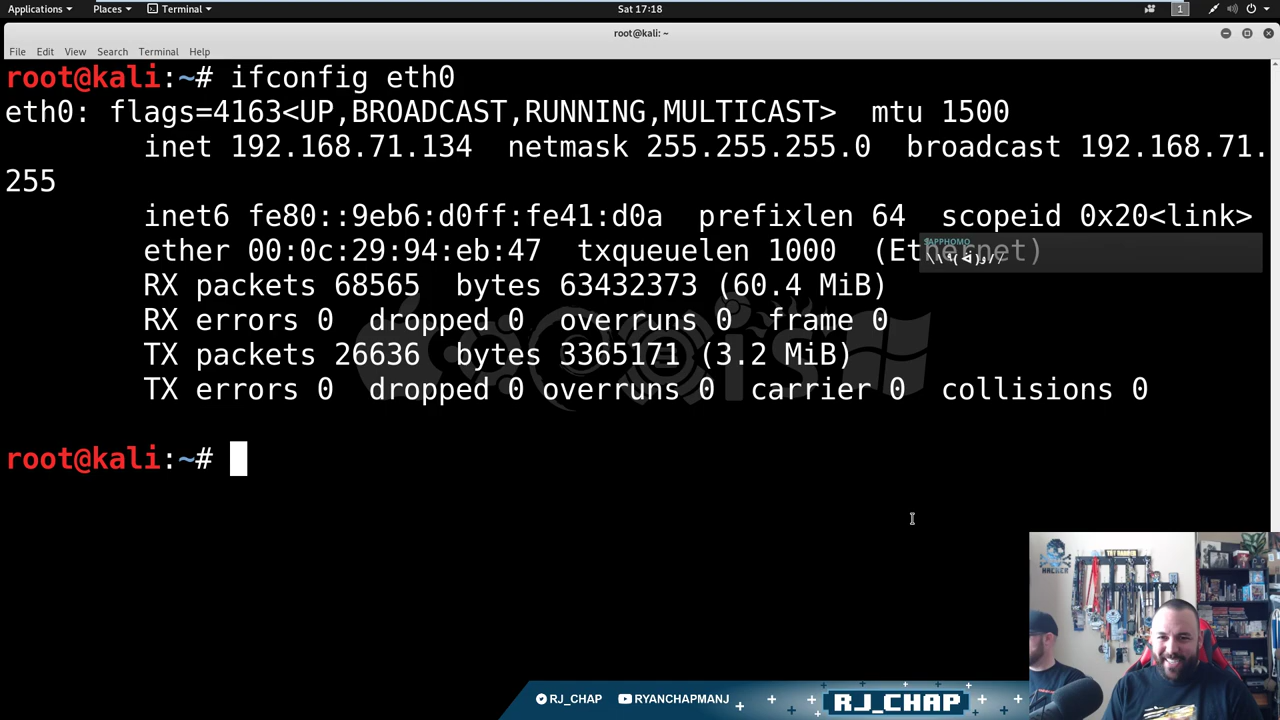 Applications Places Terminal Sat 17:18 1
root@kali: ~
File Edit View Search Terminal Help
root@kali:~# ifconfig eth0
eth0: flags=4163<UP,BROADCAST,RUNNING,MULTICAST> mtu 1500
inet 192.168.71.134 netmask 255.255.255.0 broadcast 192.168.71.
255
inet6 fe80::9eb6:d0ff:fe41:d0a prefixlen 64 scopeid 0x20<link>
ether 00:0c:29:94:eb:47 txqueuelen 1000 (Ethernet)
SAPPHOMO
RX packets 68565 bytes 63432373 (60.4 MiB)
RX errors 0 dropped 0 overruns 0 frame 0
TX packets 26636 bytes 3365171 (3.2 MiB)
TX errors 0 dropped 0 overruns 0 carrier 0 collisions 0
root@kali:~#
HACKER
RJ_CHAP RYANCHAPMANJ RJ_CHAP